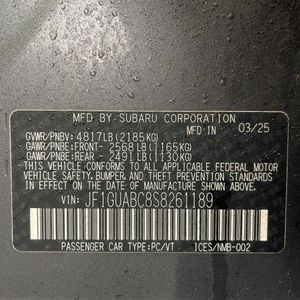 MFD BY SUBARU CORPORATION
GVWR/PNBV: 4817LB(2185KG) 03/25
GAWR/PNBE:FRONT- 2568LB(1165KG)
GAWR/PNBE:REAR - 2491LB(1130KG)
THIS VEHICLE CONFORMS TO ALL APPLICABLE
FEDERAL MOTOR VEHICLE SAFETY, BUMPER,
AND THEFT PREVENTION STANDARDS IN
EFFECT ON THE DATE OF MANUFACTURE
SHOWN ABOVE.
VIN: JF1GUABC8S8261189
PASSENGER CAR TYPE:PC/VT ICES/NMB-002